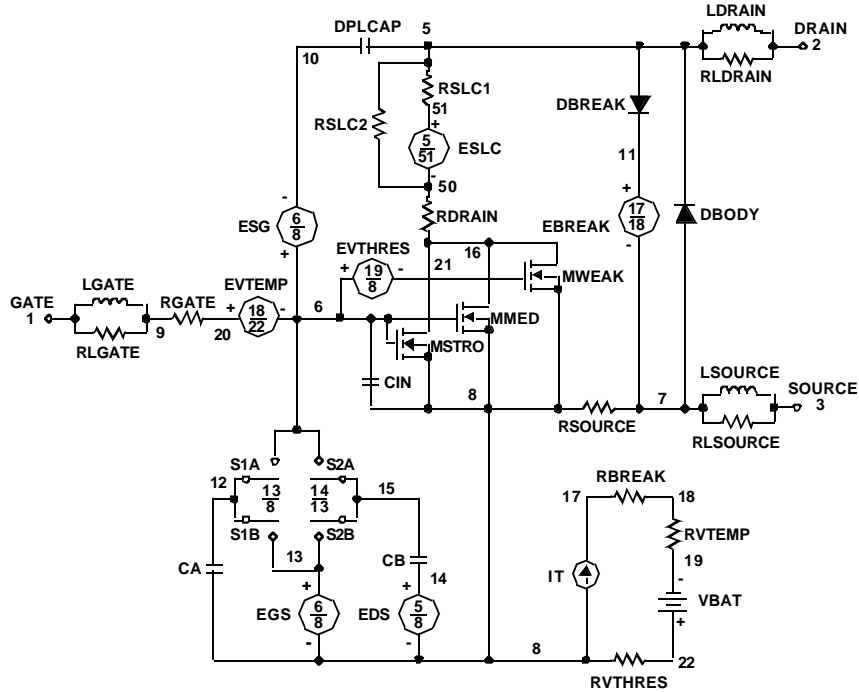 LDRAIN
DPLCAP 5 DRAIN
10 2
RLDRAIN
RSLC1
DBREAK
51
RSLC2
+
5
51
ESLC
11
-
50
-
+
17
18
DBODY
6
8
ESG
RDRAIN
EBREAK
+
-
EVTHRES
16
21
+ 19
8 -
MWEAK
LGATE
EVTEMP
GATE
1
RGATE
+ 18
22 -
6
MMED
9
20
RLGATE
MSTRO
LSOURCE
CIN
8
7
SOURCE
3
RSOURCE
RLSOURCE
S1A
S2A
12
13
8
14
13
15
RBREAK
17
18
S1B
S2B
RVTEMP
13
CB
19
CA
14
IT
-
+
+
VBAT
EGS
6
8
EDS
5
8
+
-
-
8
22
RVTHRES